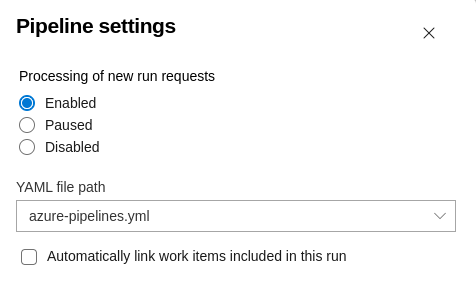 Pipeline settings
Processing of new run requests
Enabled
Paused
Disabled
YAML file path
azure-pipelines.yml
Automatically link work items included in this run